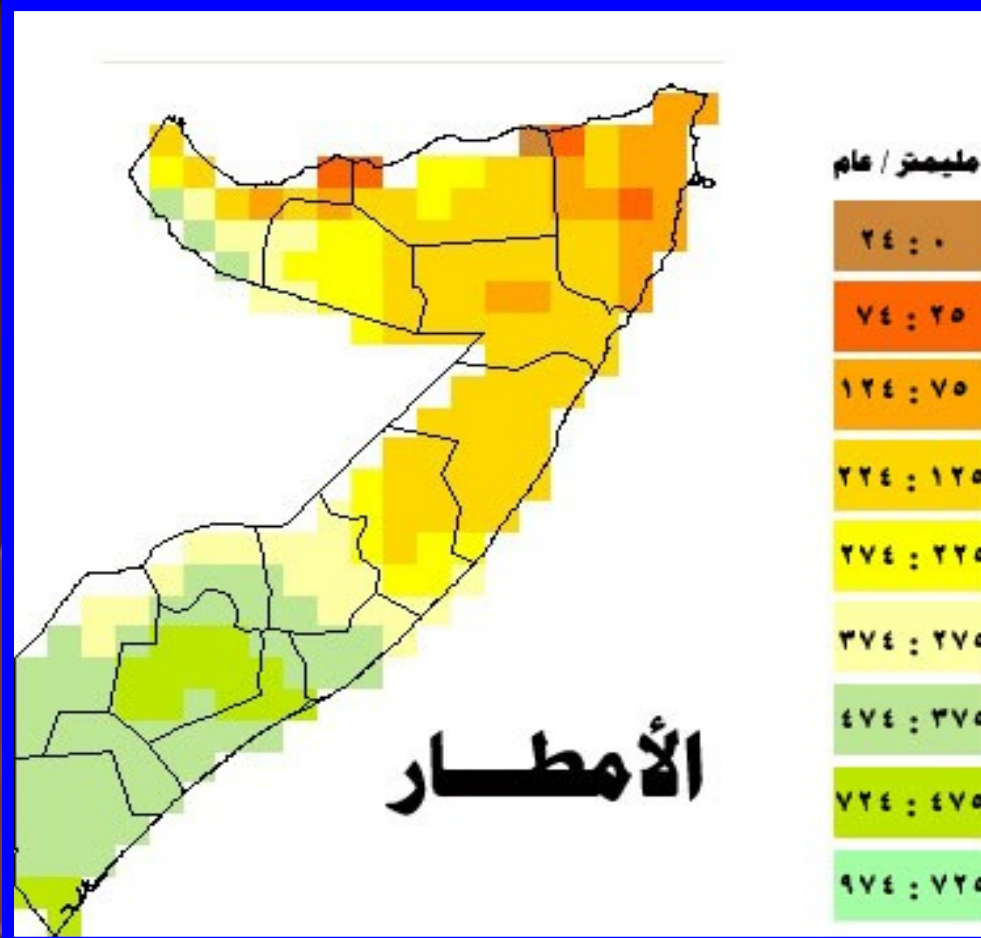 مليمتر / عام
٠ : ٢٤
٢٥ : ٧٤
٧٥ : ١٢٤
١٢٥ : ٢٢٤
٢٢٥ : ٢٧٤
٢٧٥ : ٣٧٤
٣٧٥ : ٤٧٤
٤٧٥ : ٧٢٤
٧٢٥ : ٩٧٤
الأمطار